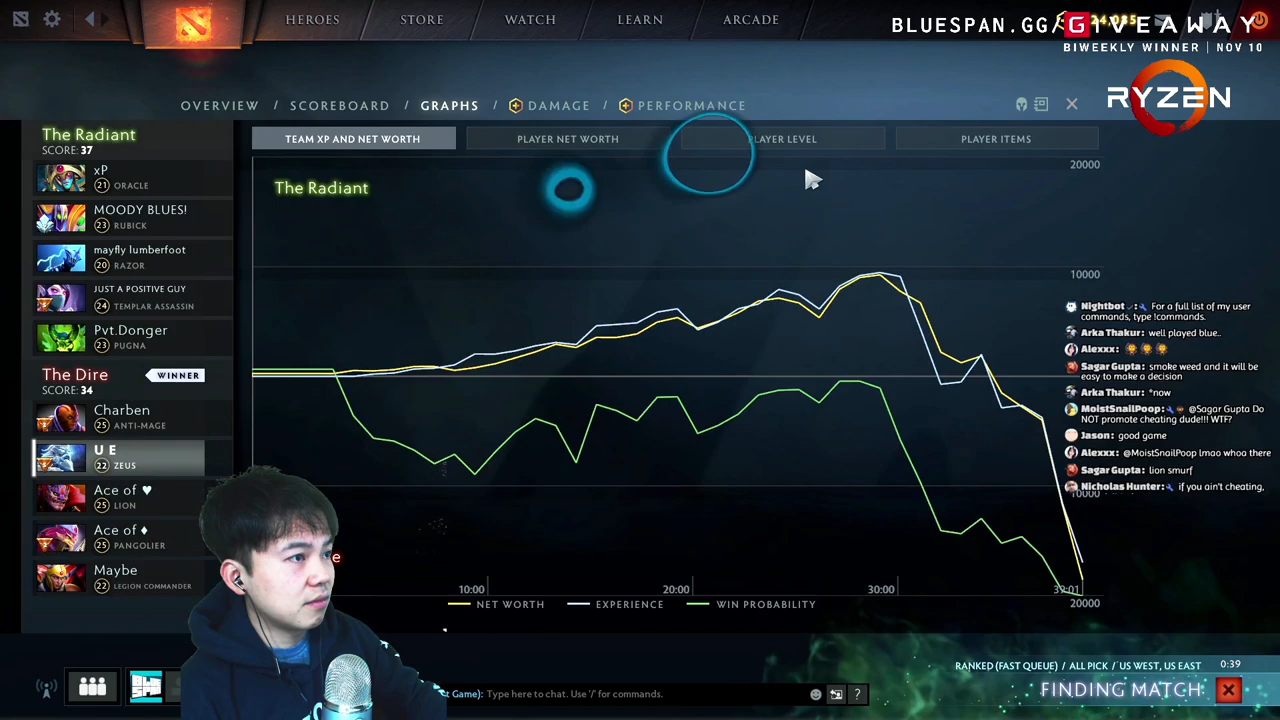 HEROES
STORE
WATCH
LEARN
ARCADE
BLUESPAN.GG/GIVEAWAY
BIWEEKLY WINNER | NOV 10
RYZEN
OVERVIEW / SCOREBOARD / GRAPHS / DAMAGE / PERFORMANCE
TEAM XP AND NET WORTH
PLAYER NET WORTH
PLAYER LEVEL
PLAYER ITEMS
The Radiant
SCORE: 37
xP
21 ORACLE
MOODY BLUES!
23 RUBICK
mayfly lumberfoot
20 RAZOR
JUST A POSITIVE GUY
24 TEMPLAR ASSASSIN
Pvt.Donger
23 PUGNA
The Dire
WINNER
SCORE: 34
Charben
25 ANTI-MAGE
U E
22 ZEUS
Ace of ♥
25 LION
Ace of ♦
25 PANGOLIER
Maybe
22 LEGION COMMANDER
The Radiant
20000
10000
10000
20000
10:00
20:00
30:00
39:01
NET WORTH
EXPERIENCE
WIN PROBABILITY
Nightbot : For a full list of my user
commands, type !commands.
Arka Thakur: well played blue..
Alexxx:
Sagar Gupta: smoke weed and it will be
easy to make a decision
Arka Thakur: *now
MoistSnailPoop: @Sagar Gupta Do
NOT promote cheating dude!!! WTF?
Jason: good game
Alexxx: @MoistSnailPoop lmao whoa there
Sagar Gupta: lion smurf
Nicholas Hunter: if you ain't cheating,
Game): Type here to chat. Use '/' for commands.
?
RANKED (FAST QUEUE) / ALL PICK / US WEST, US EAST
0:39
FINDING MATCH